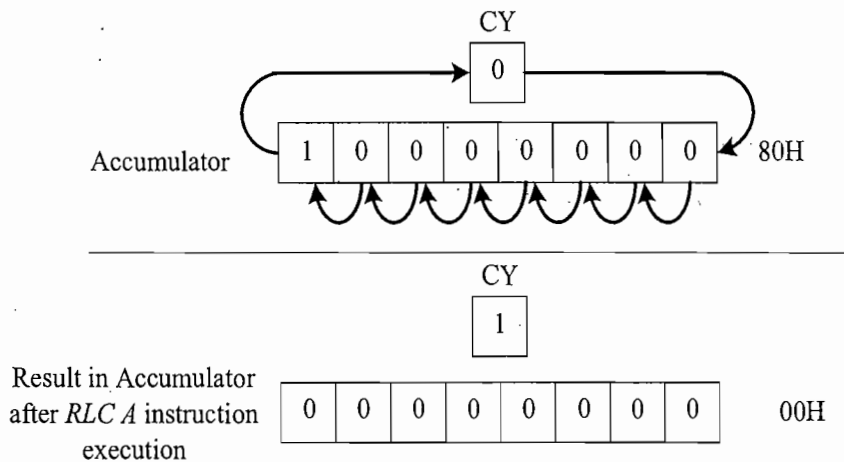 CY
0
Accumulator 1 0 0 0 0 0 0 0 80H
CY
1
Result in Accumulator
after RLC A instruction 0 0 0 0 0 0 0 0 00H
execution